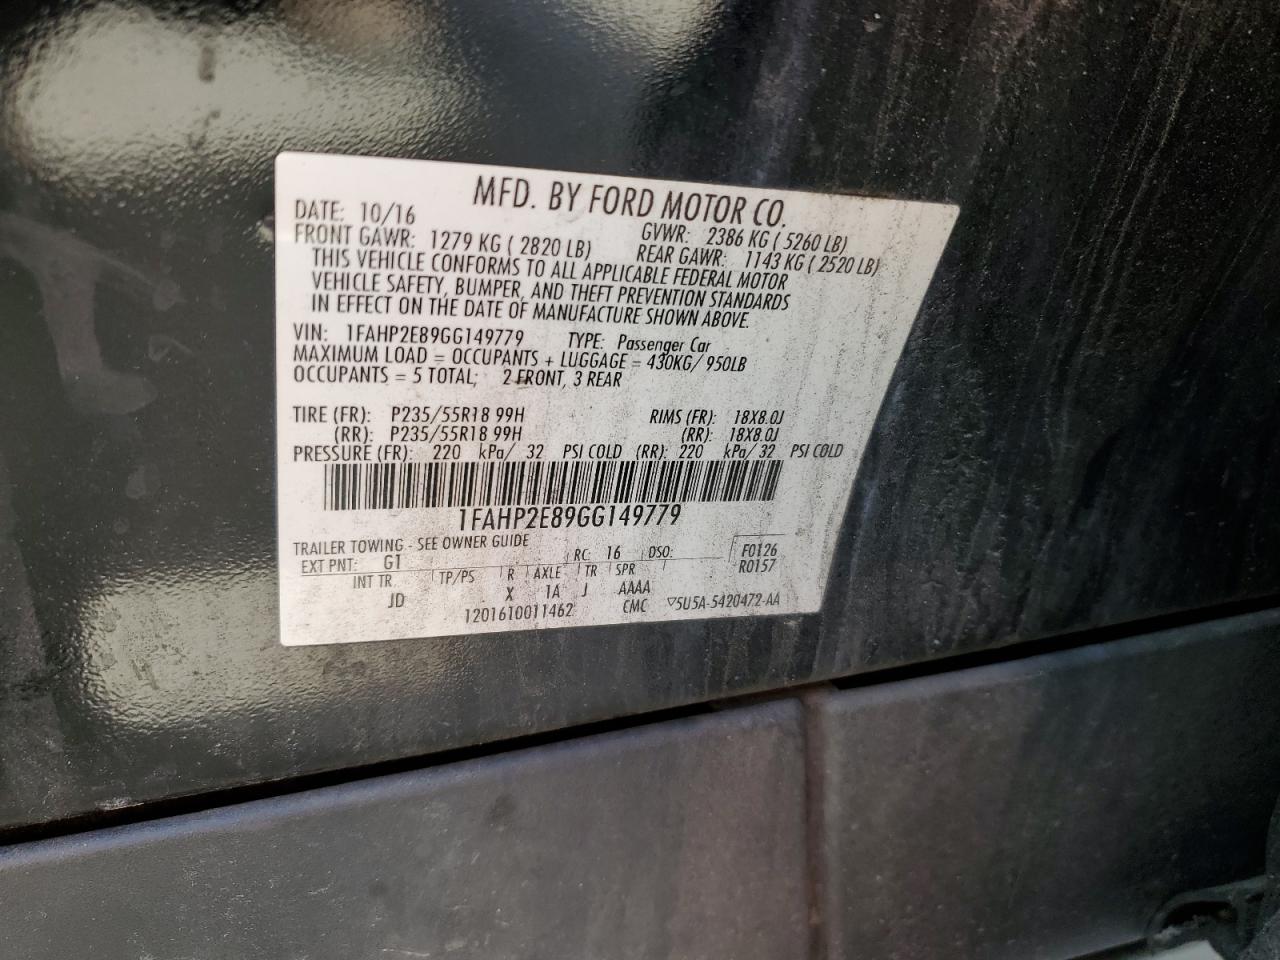 MFD. BY FORD MOTOR CO.
DATE: 10/16 GVWR: 2386 KG ( 5260 LB)
FRONT GAWR: 1279 KG ( 2820 LB) REAR GAWR: 1143 KG ( 2520 LB)
THIS VEHICLE CONFORMS TO ALL APPLICABLE FEDERAL MOTOR
VEHICLE SAFETY, BUMPER, AND THEFT PREVENTION STANDARDS
IN EFFECT ON THE DATE OF MANUFACTURE SHOWN ABOVE.
VIN: 1FAHP2E89GG149779 TYPE: Passenger Car
MAXIMUM LOAD = OCCUPANTS + LUGGAGE = 430KG/ 950LB
OCCUPANTS = 5 TOTAL; 2 FRONT, 3 REAR
TIRE (FR): P235/55R18 99H RIMS (FR): 18X8.0J
(RR): P235/55R18 99H (RR): 18X8.0J
PRESSURE (FR): 220 kPa/ 32 PSI COLD (RR): 220 kPa/ 32 PSI COLD
1FAHP2E89GG149779
TRAILER TOWING - SEE OWNER GUIDE
EXT PNT: G1 RC: 16 DSO: F0126
R0157
INT TR TP/PS R AXLE TR SPR
JD - X 1A J AAAA
1201610011462 CMC ▽5U5A-5420472-AA